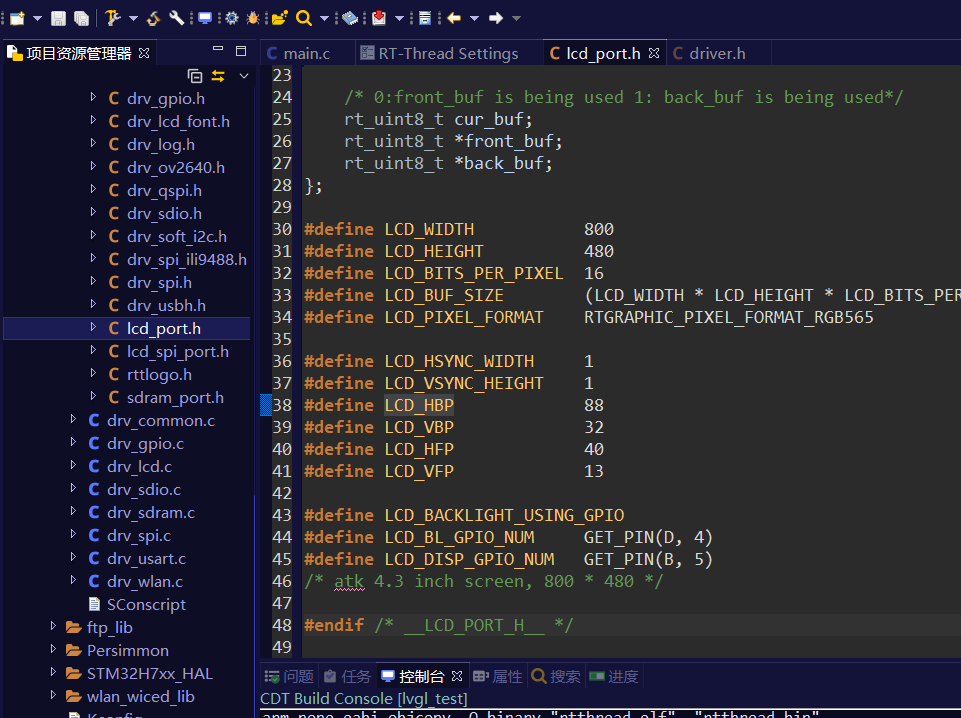 项目资源管理器
drv_gpio.h
drv_lcd_font.h
drv_log.h
drv_ov2640.h
drv_qspi.h
drv_sdio.h
drv_soft_i2c.h
drv_spi_ili9488.h
drv_spi.h
drv_usbh.h
lcd_port.h
lcd_spi_port.h
rttlogo.h
sdram_port.h
drv_common.c
drv_gpio.c
drv_lcd.c
drv_sdio.c
drv_sdram.c
drv_spi.c
drv_usart.c
drv_wlan.c
SConscript
ftp_lib
Persimmon
STM32H7xx_HAL
wlan_wiced_lib
Kconfig
main.c RT-Thread Settings lcd_port.h driver.h
23
24 /* 0:front_buf is being used 1: back_buf is being used*/
25 rt_uint8_t cur_buf;
26 rt_uint8_t *front_buf;
27 rt_uint8_t *back_buf;
28 };
29
30 #define LCD_WIDTH 800
31 #define LCD_HEIGHT 480
32 #define LCD_BITS_PER_PIXEL 16
33 #define LCD_BUF_SIZE (LCD_WIDTH * LCD_HEIGHT * LCD_BITS_PER
34 #define LCD_PIXEL_FORMAT RTGRAPHIC_PIXEL_FORMAT_RGB565
35
36 #define LCD_HSYNC_WIDTH 1
37 #define LCD_VSYNC_HEIGHT 1
38 #define LCD_HBP 88
39 #define LCD_VBP 32
40 #define LCD_HFP 40
41 #define LCD_VFP 13
42
43 #define LCD_BACKLIGHT_USING_GPIO
44 #define LCD_BL_GPIO_NUM GET_PIN(D, 4)
45 #define LCD_DISP_GPIO_NUM GET_PIN(B, 5)
46 /* atk 4.3 inch screen, 800 * 480 */
47
48 #endif /* __LCD_PORT_H__ */
49
问题 任务 控制台 属性 搜索 进度
CDT Build Console [lvgl_test]
arm-none-eabi-objcopy -O binary "rtthread.elf" "rtthread.bin"